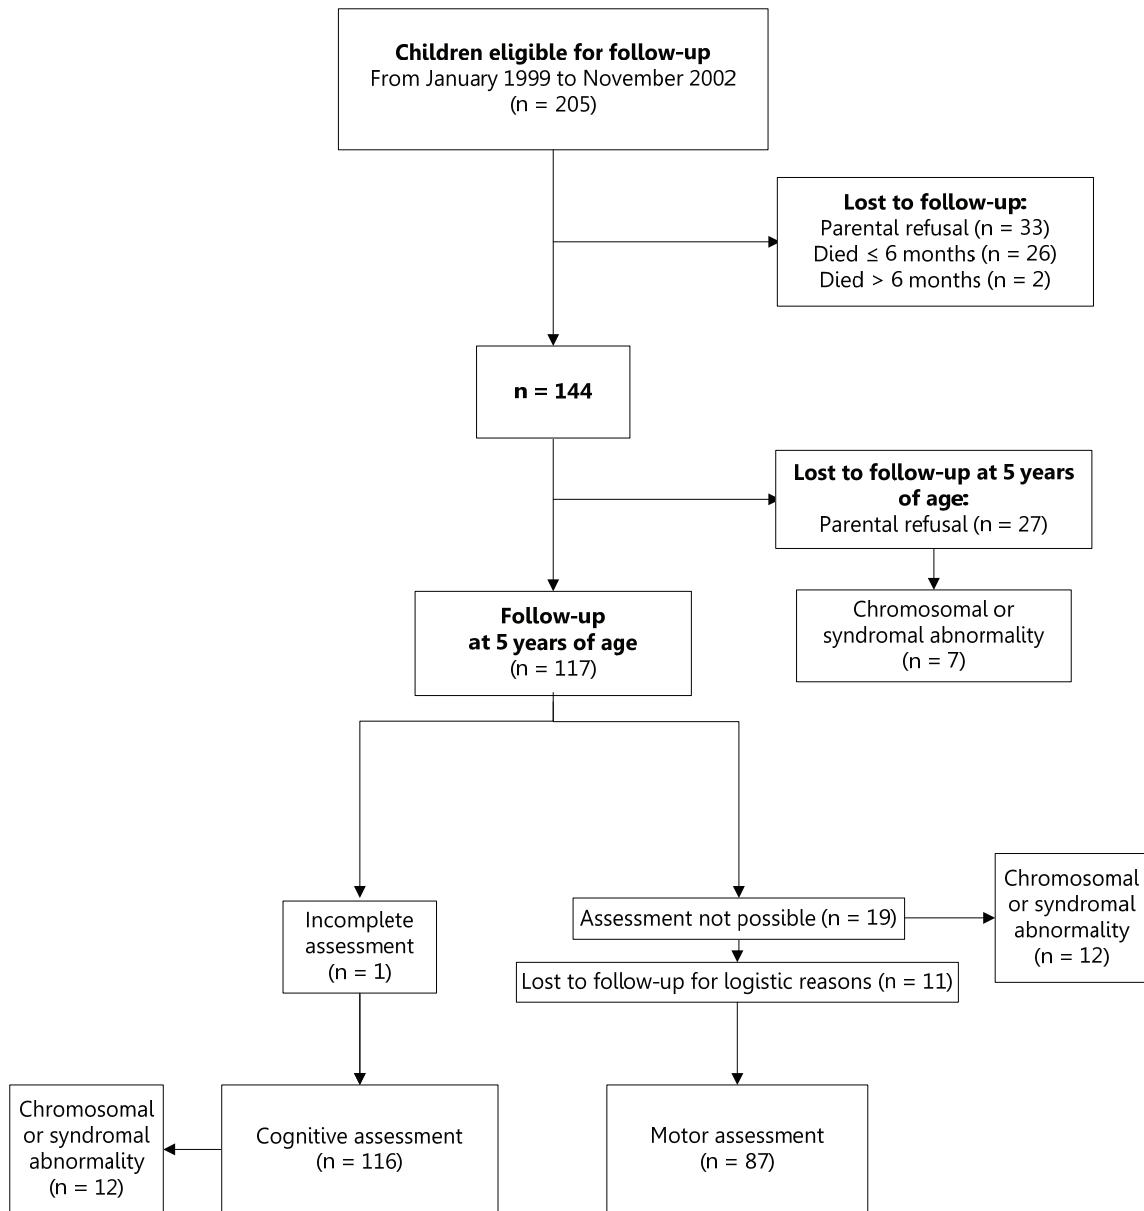 Children eligible for follow-up
From January 1999 to November 2002
(n = 205)
Lost to follow-up:
Parental refusal (n = 33)
Died ≤ 6 months (n = 26)
Died > 6 months (n = 2)
n = 144
Lost to follow-up at 5 years
of age:
Parental refusal (n = 27)
Chromosomal or
syndromal abnormality
(n = 7)
Follow-up
at 5 years of age
(n = 117)
Incomplete
assessment
(n = 1)
Assessment not possible (n = 19)
Chromosomal
or syndromal
abnormality
(n = 12)
Lost to follow-up for logistic reasons (n = 11)
Chromosomal
or syndromal
abnormality
(n = 12)
Cognitive assessment
(n = 116)
Motor assessment
(n = 87)